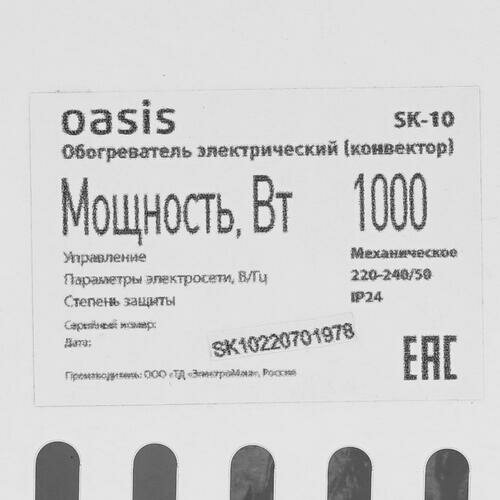 oasis SK-10
Обогреватель электрический (конвектор)
Мощность, Вт 1000
Управление Механическое
Параметры электросети, В/Гц 220-240/50
Степень защиты IP24
Серийный номер:
Дата: SK10220701978
Производитель: ООО «ТД «ЭлектроМаш», Россия
EAC